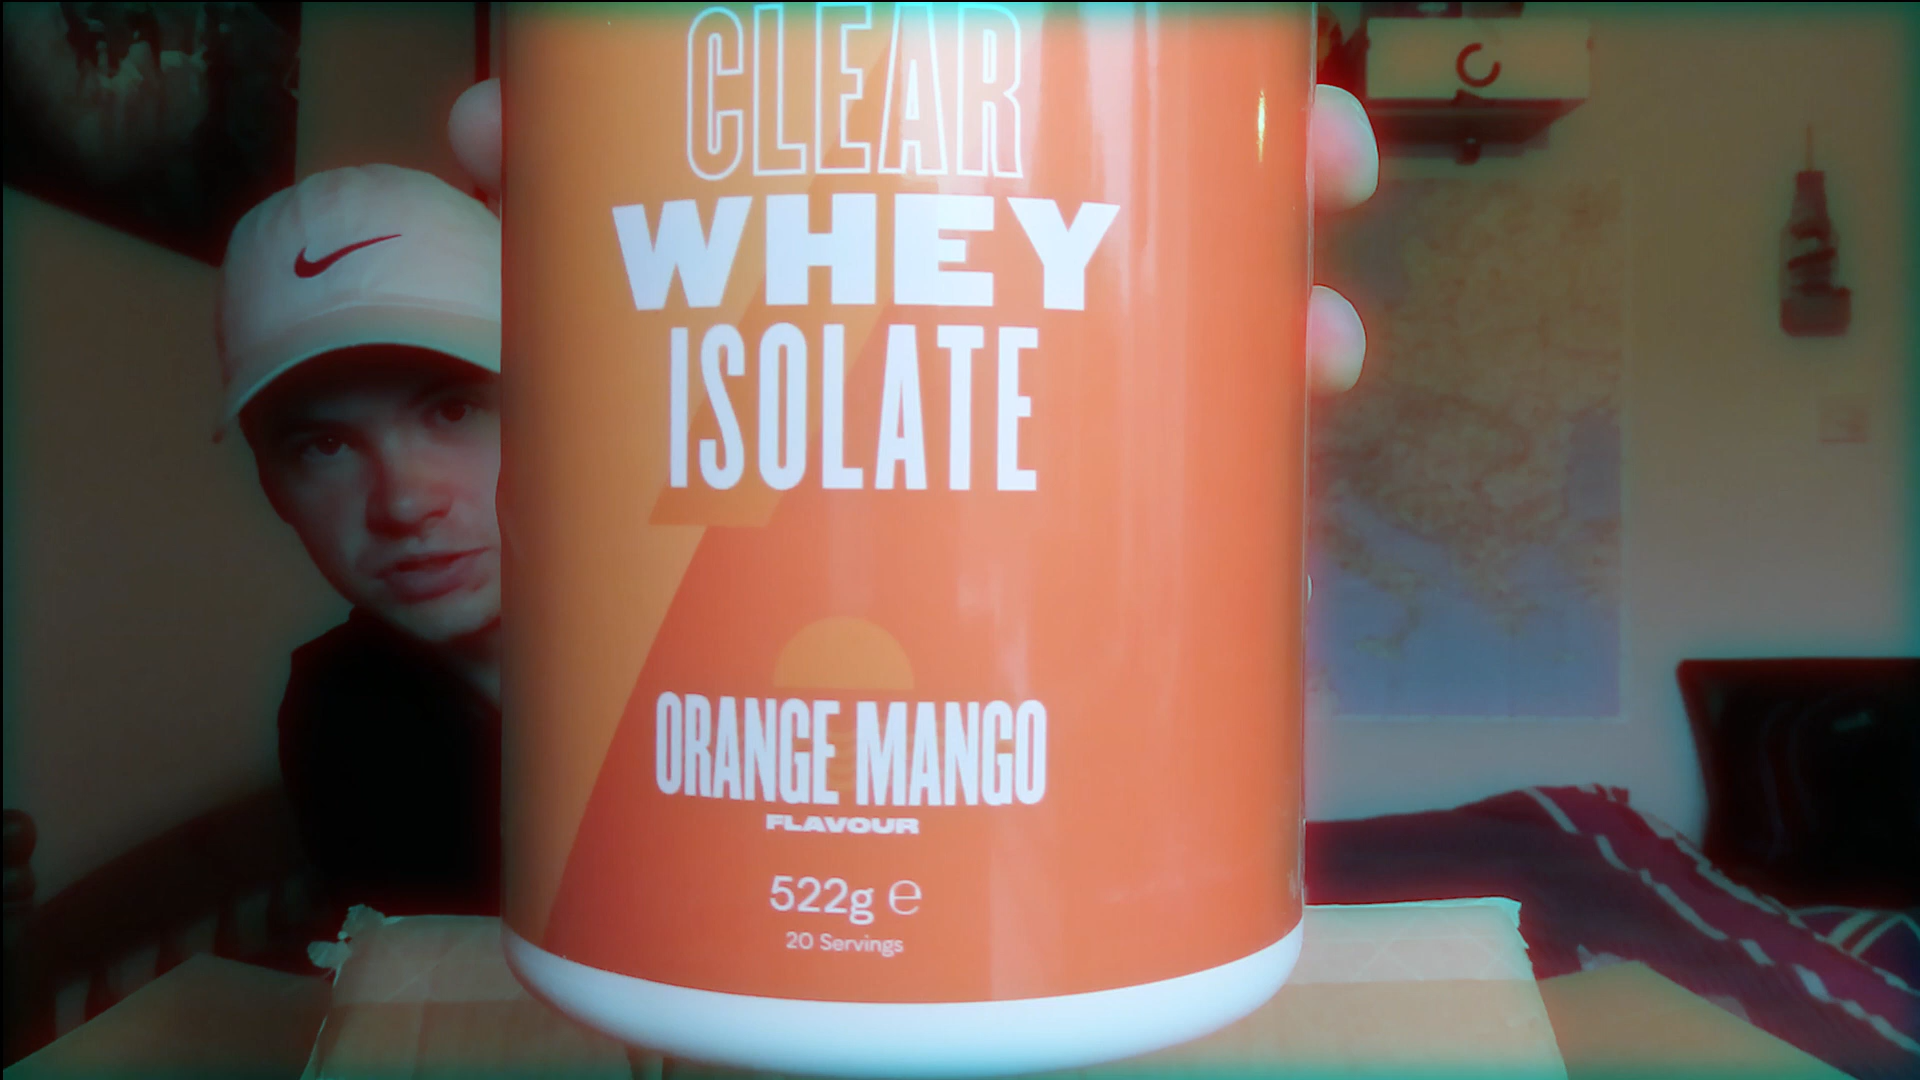 CLEAR
WHEY
ISOLATE
ORANGE MANGO
FLAVOUR
522g e
20 Servings